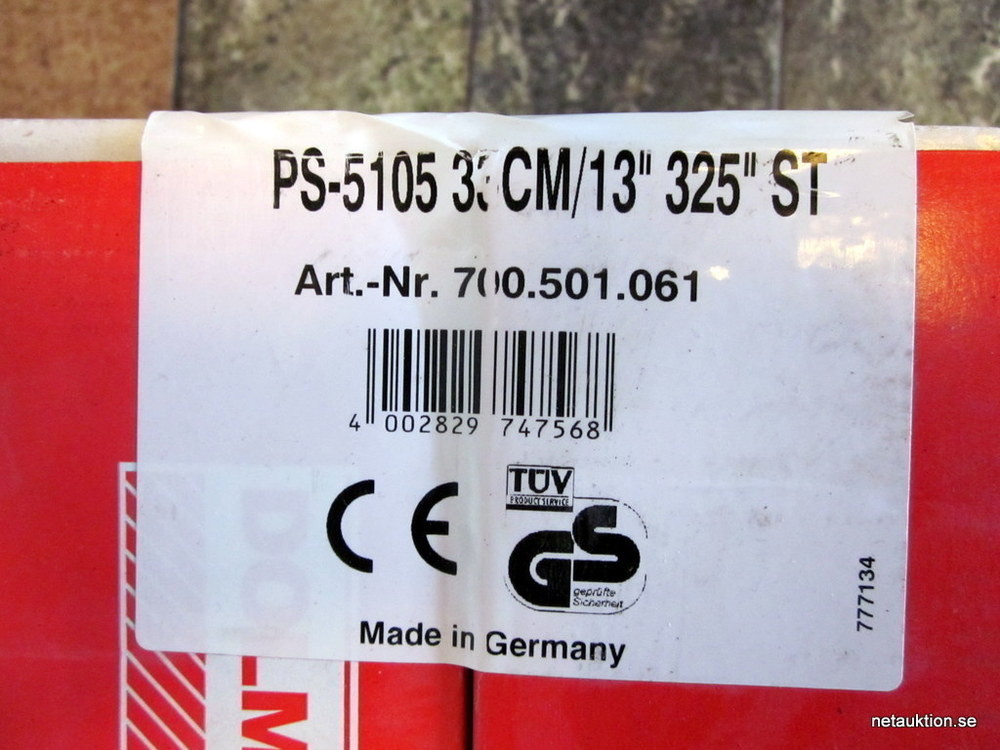 PS-5105 33 CM/13" 325" ST
Art.-Nr. 700.501.061
4 002829 747568
CE
TÜV
PRODUCT SERVICE
GS
geprüfte
Sicherheit
777134
Made in Germany
netauktion.se